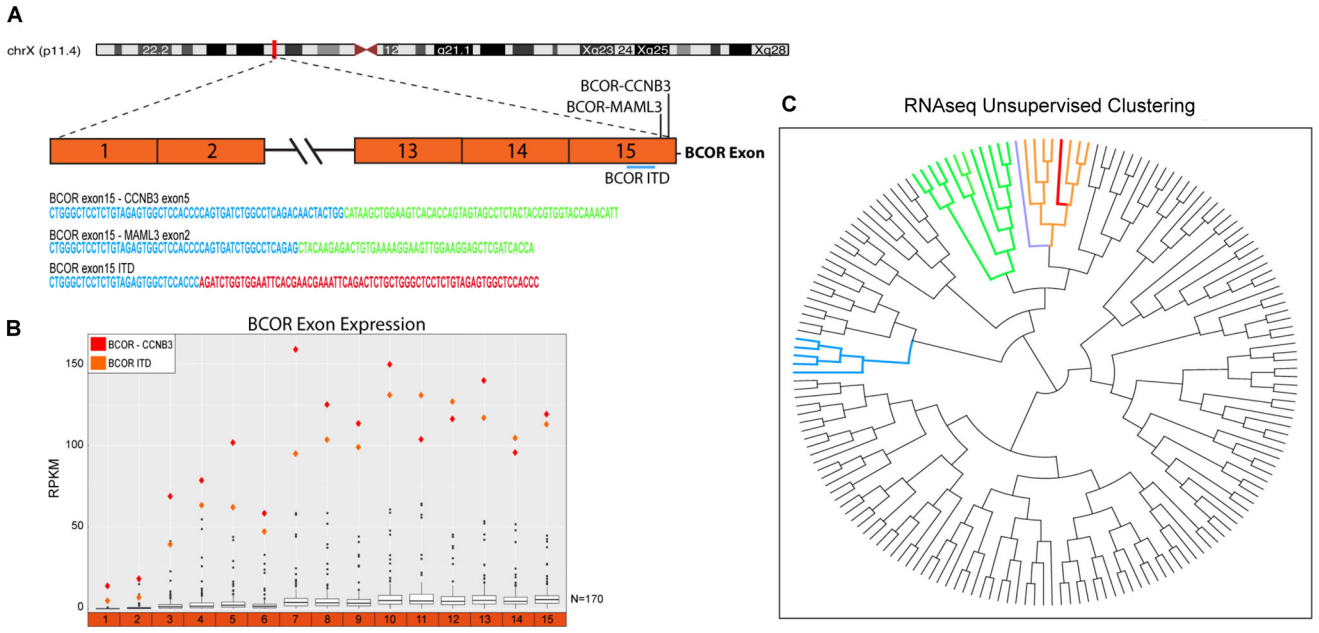 A
chrX (p11.4)
22.2
12
q21.1
Xq23
24
Xq25
Xq28
BCOR-CCNB3
BCOR-MAML3
1
2
13
14
15
BCOR Exon
BCOR ITD
BCOR exon15 - CCNB3 exon5
CTGGGCTCCTCTGTAGAGTGGCTCCACCCCAGTGATCTGGCCTCAGACAACTACTGGCATAAGCTGGAAGTCACACCAGTAGTAGCCTCTACTACCGTGGTACCAAACATT
BCOR exon15 - MAML3 exon2
CTGGGCTCCTCTGTAGAGTGGCTCCACCCCAGTGATCTGGCCTCAGAGCTACAAGAGACTGTGAAAAGGAAGTTGGAAGGAGCTCGATCACCA
BCOR exon15 ITD
CTGGGCTCCTCTGTAGAGTGGCTCCACCCAGATCTGGTGGAATTCACGAACGAAATTCAGACTCTGCTGGGCTCCTCTGTAGAGTGGCTCCACCC
B
BCOR Exon Expression
BCOR - CCNB3
BCOR ITD
RPKM
150
100
50
0
N=170
1 2 3 4 5 6 7 8 9 10 11 12 13 14 15
C
RNAseq Unsupervised Clustering